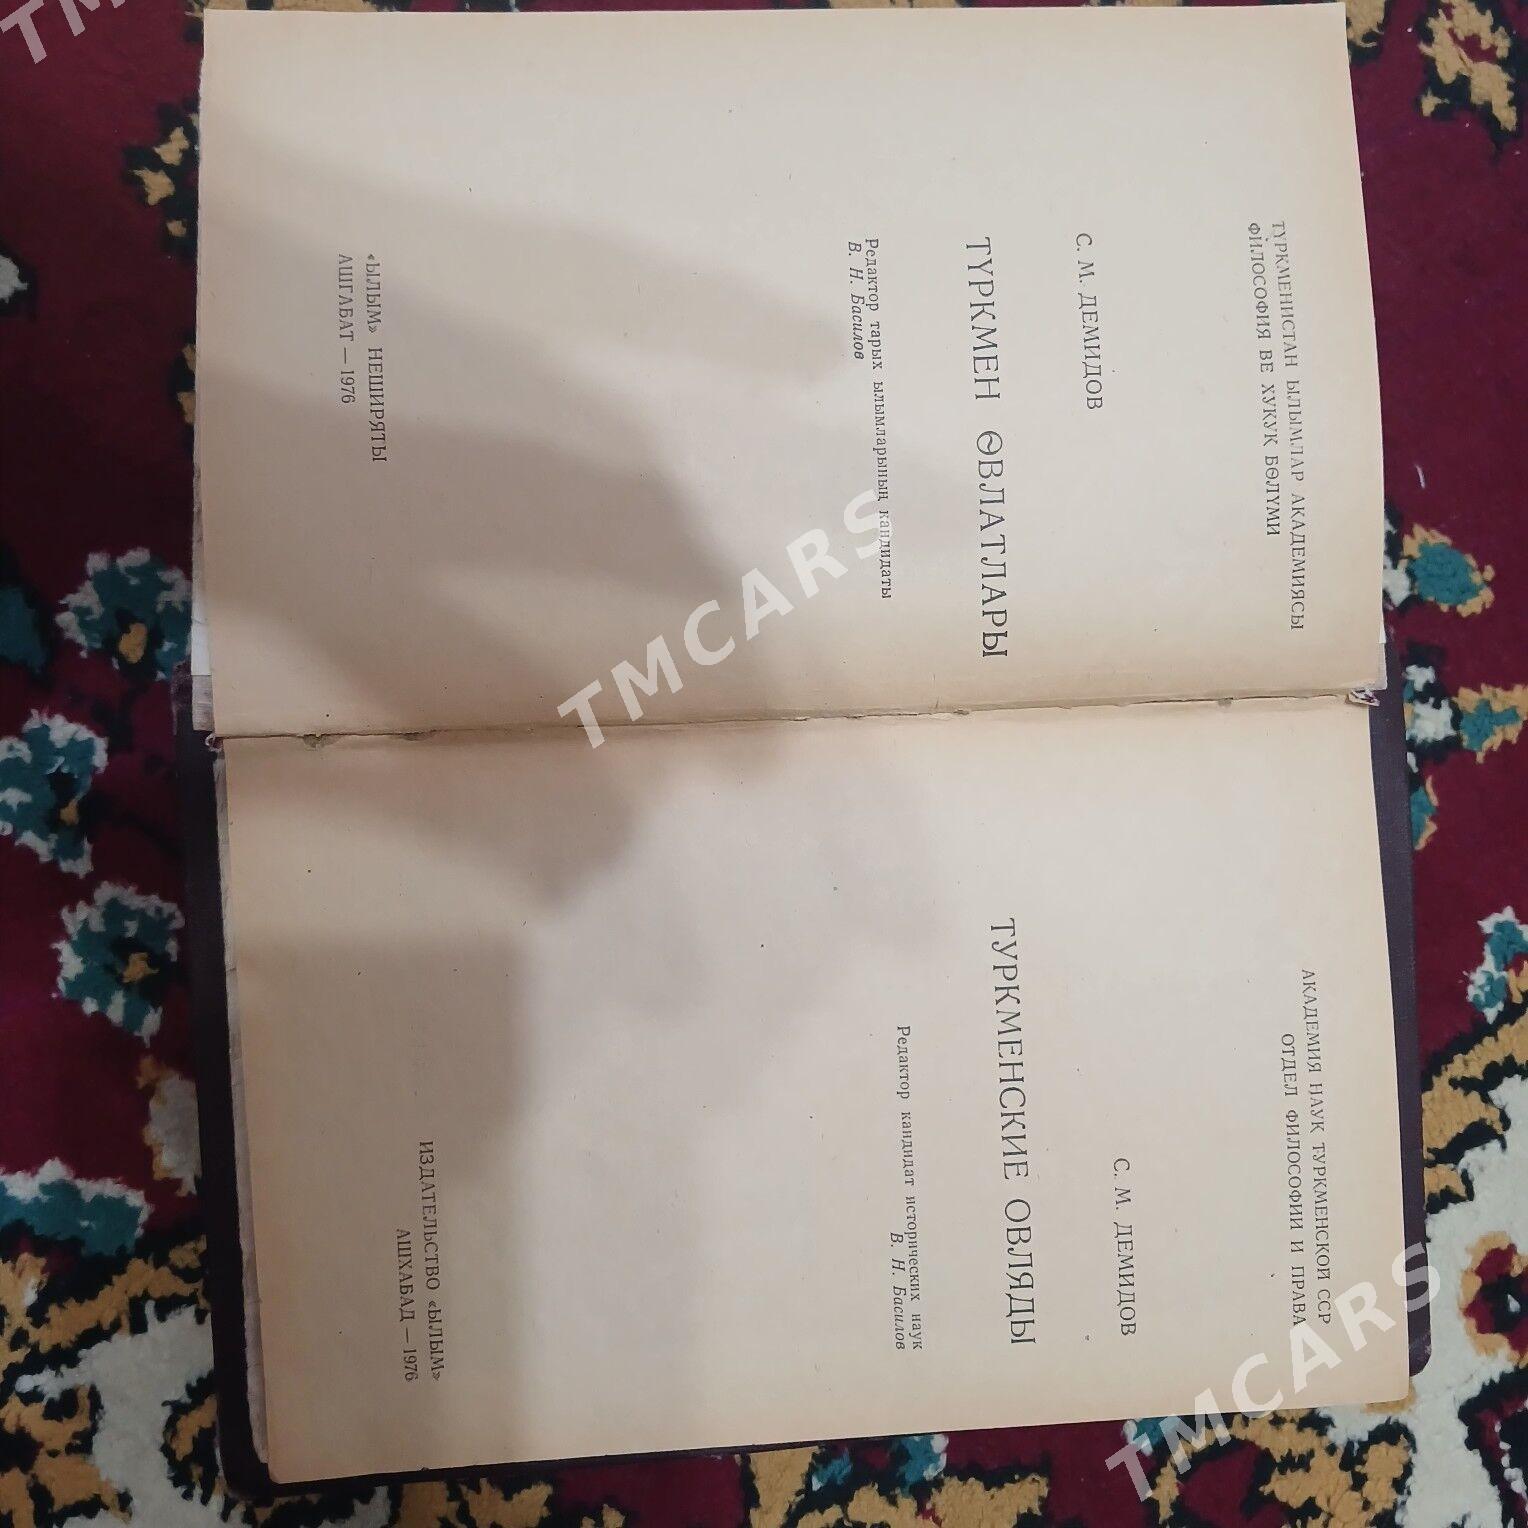 ТҮРКМЕНИСТАН ЫЛЫМЛАР АКАДЕМИЯСЫ
ФИЛОСОФИЯ ВЕ ХУКУК БӨЛҮМИ
С. М. ДЕМИДОВ
ТҮРКМЕН ӨВЛАТЛАРЫ
Редактор тарых ылымларының кандидаты
В. Н. Басилов
«ЫЛЫМ» НЕШИРЯТЫ
АШГАБАТ — 1976
АКАДЕМИЯ НАУК ТУРКМЕНСКОЙ ССР
ОТДЕЛ ФИЛОСОФИИ И ПРАВА
С. М. ДЕМИДОВ
ТУРКМЕНСКИЕ ОВЛЯДЫ
Редактор кандидат исторических наук
В. Н. Басилов
ИЗДАТЕЛЬСТВО «ЫЛЫМ»
АШХАБАД — 1976
TMCARS
TMCARS
TM